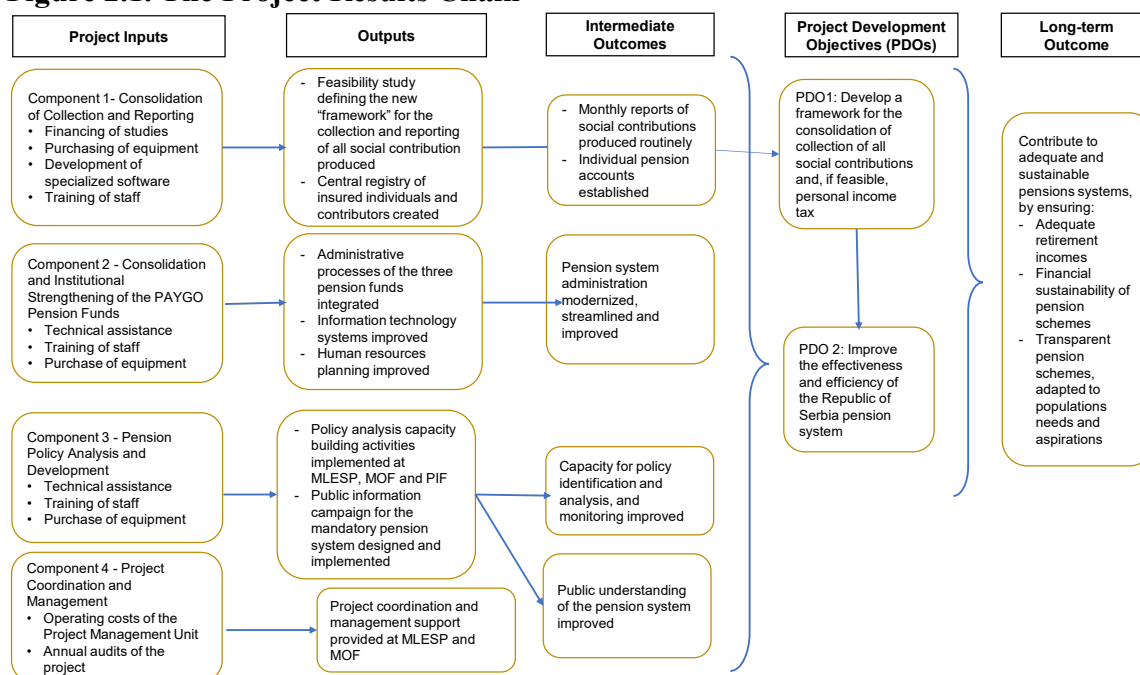 Figure 2.1. The Project Results Chain
Project Inputs
Outputs
Intermediate
Outcomes
Project Development
Objectives (PDOs)
Long-term
Outcome
Component 1- Consolidation
of Collection and Reporting
• Financing of studies
• Purchasing of equipment
• Development of
specialized software
• Training of staff
- Feasibility study
defining the new
"framework" for the
collection and reporting
of all social contribution
produced
- Central registry of
insured individuals and
contributors created
- Monthly reports of
social contributions
produced routinely
- Individual pension
accounts
established
PDO1: Develop a
framework for the
consolidation of
collection of all
social contributions
and, if feasible,
personal income
tax
Contribute to
adequate and
sustainable
pensions systems,
by ensuring:
- Adequate
retirement
incomes
- Financial
sustainability of
pension
schemes
- Transparent
pension
schemes,
adapted to
populations
needs and
aspirations
Component 2 - Consolidation
and Institutional
Strengthening of the PAYGO
Pension Funds
• Technical assistance
• Training of staff
• Purchase of equipment
- Administrative
processes of the three
pension funds
integrated
- Information technology
systems improved
- Human resources
planning improved
Pension system
administration
modernized,
streamlined and
improved
PDO 2: Improve
the effectiveness
and efficiency of
the Republic of
Serbia pension
system
Component 3 - Pension
Policy Analysis and
Development
• Technical assistance
• Training of staff
• Purchase of equipment
- Policy analysis capacity
building activities
implemented at
MLESP, MOF and PIF
- Public information
campaign for the
mandatory pension
system designed and
implemented
Capacity for policy
identification and
analysis, and
monitoring improved
Public understanding
of the pension system
improved
Component 4 - Project
Coordination and
Management
• Operating costs of the
Project Management Unit
• Annual audits of the
project
Project coordination and
management support
provided at MLESP and
MOF